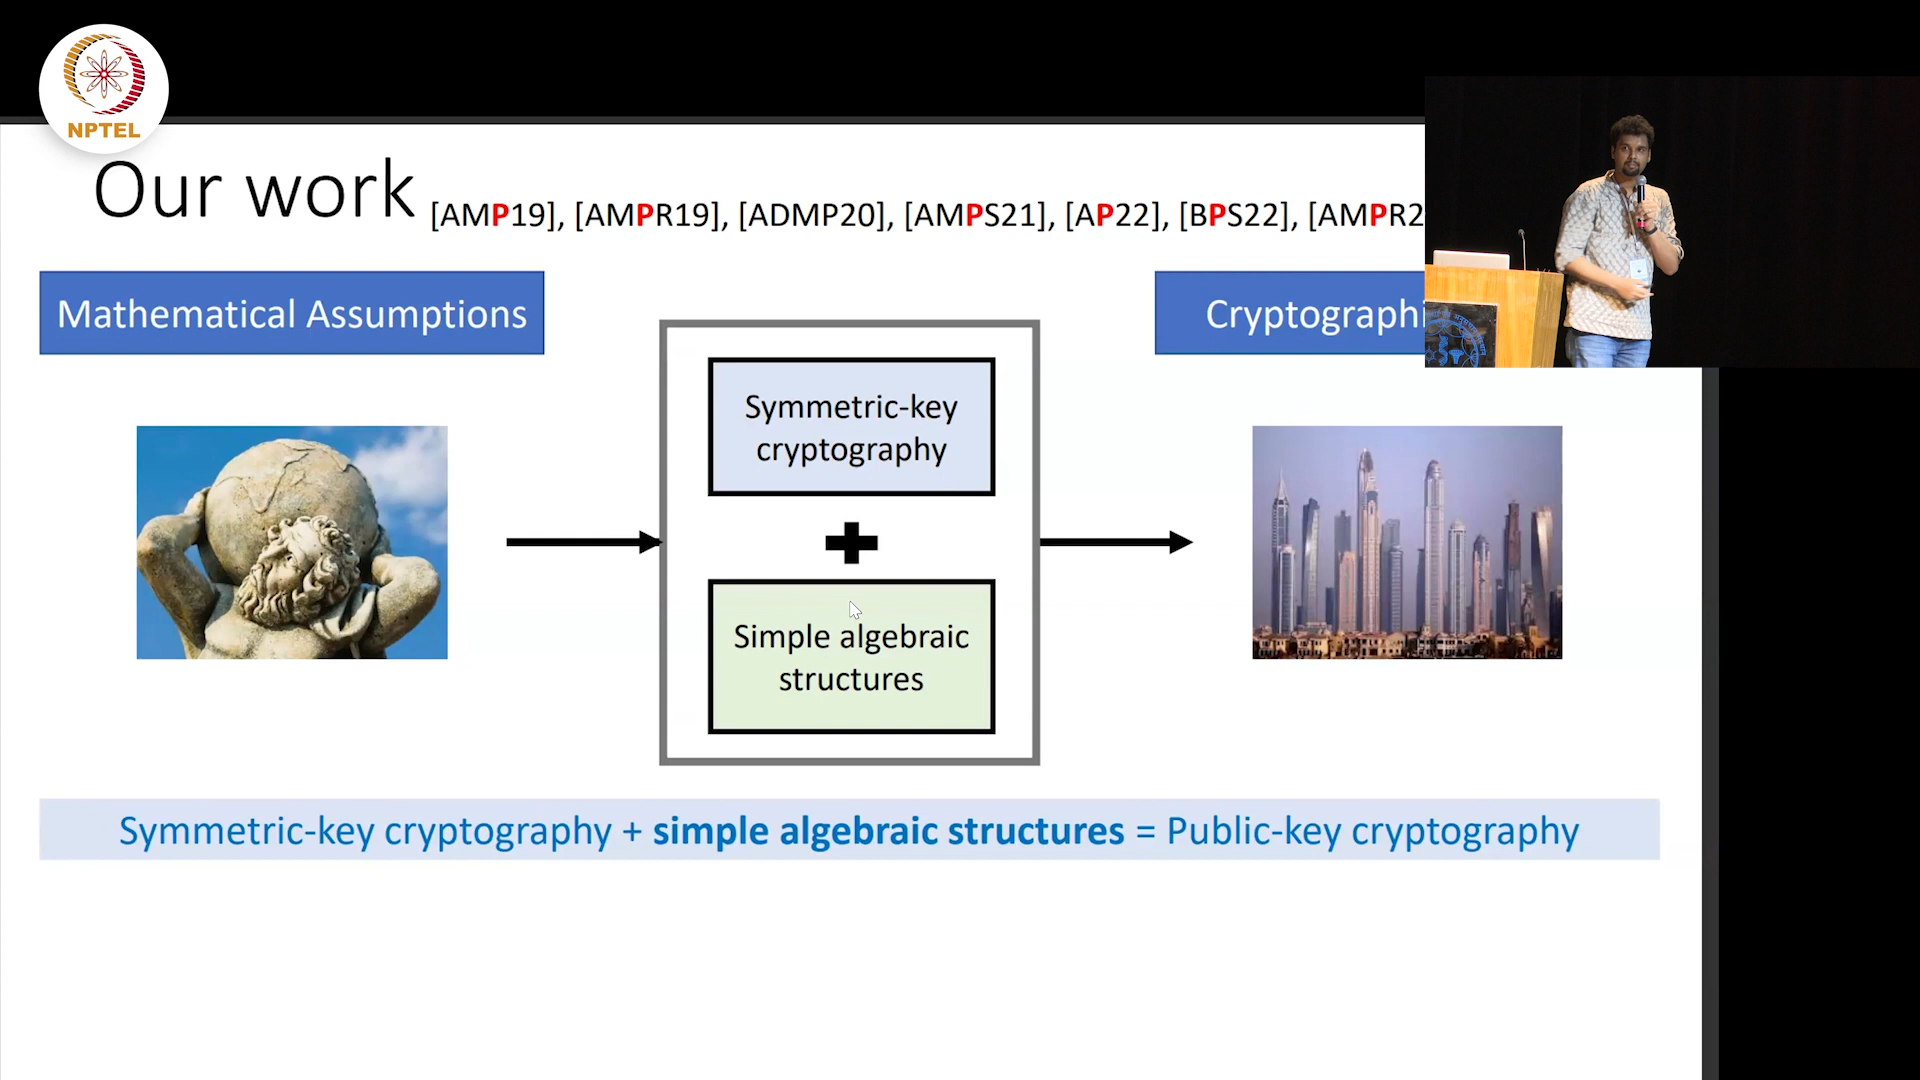 NPTEL
Our work [AMP19], [AMPR19], [ADMP20], [AMPS21], [AP22], [BPS22], [AMPR2
Mathematical Assumptions
Cryptographi
Symmetric-key
cryptography
Simple algebraic
structures
Symmetric-key cryptography + simple algebraic structures = Public-key cryptography